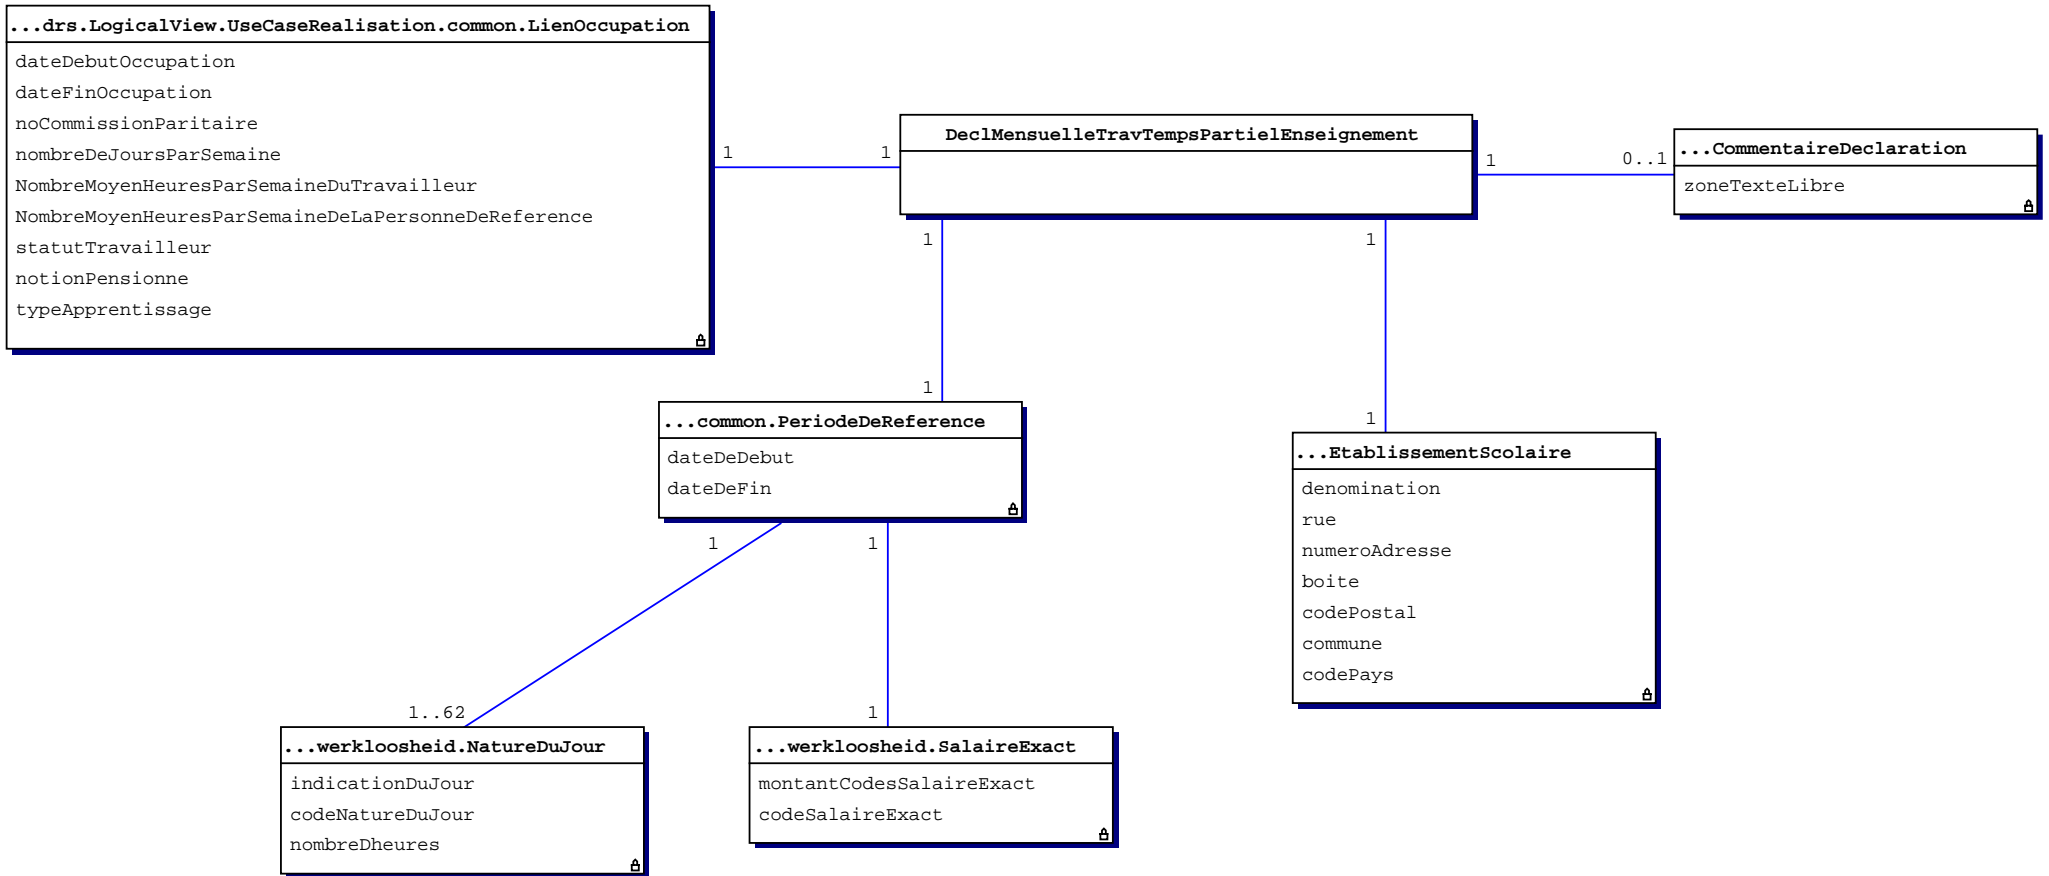 ...drs.LogicalView.UseCaseRealisation.common.LienOccupation
dateDebutOccupation
dateFinOccupation
noCommissionParitaire
nombreDeJoursParSemaine
NombreMoyenHeuresParSemaineDuTravailleur
NombreMoyenHeuresParSemaineDeLaPersonneDeReference
statutTravailleur
notionPensionne
typeApprentissage
1
1
DeclMensuelleTravTempsPartielEnseignement
1
0..1
...CommentaireDeclaration
zoneTexteLibre
1
1
1
1
...common.PeriodeDeReference
dateDeDebut
dateDeFin
...EtablissementScolaire
denomination
rue
numeroAdresse
boite
codePostal
commune
codePays
1
1
1..62
1
...werkloosheid.NatureDuJour
indicationDuJour
codeNatureDuJour
nombreDheures
...werkloosheid.SalaireExact
montantCodesSalaireExact
codeSalaireExact